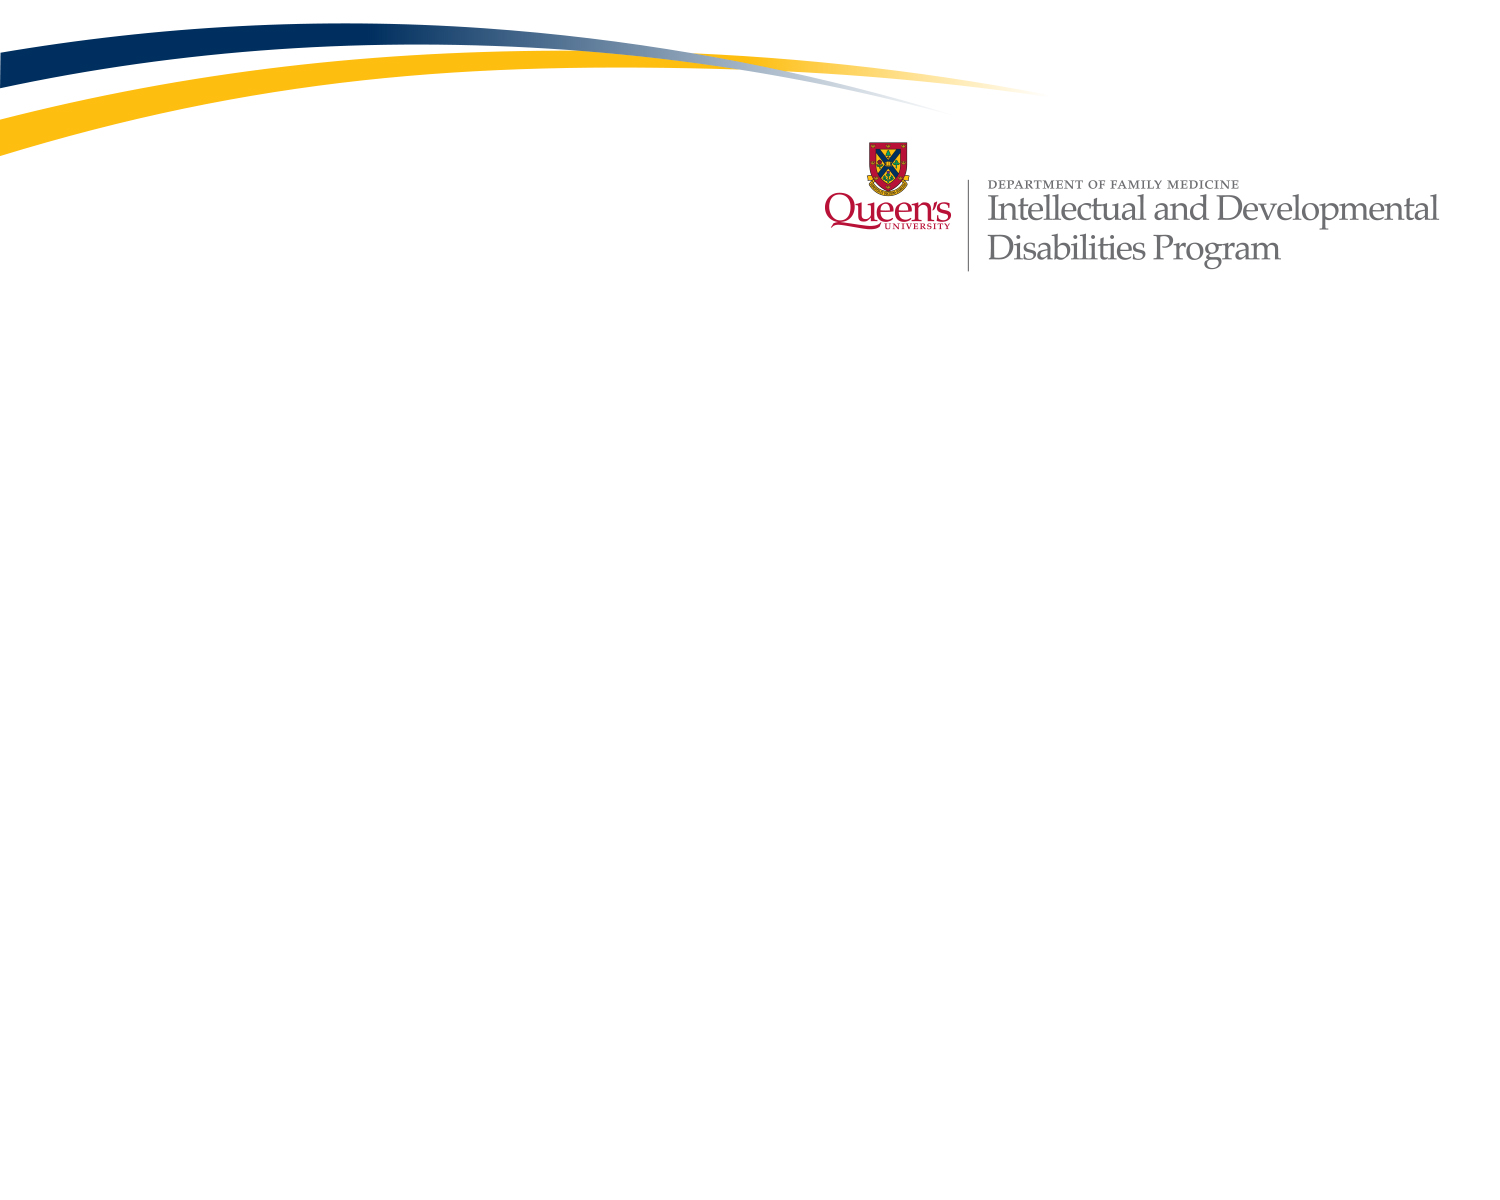 Queen's
UNIVERSITY
DEPARTMENT OF FAMILY MEDICINE
Intellectual and Developmental
Disabilities Program